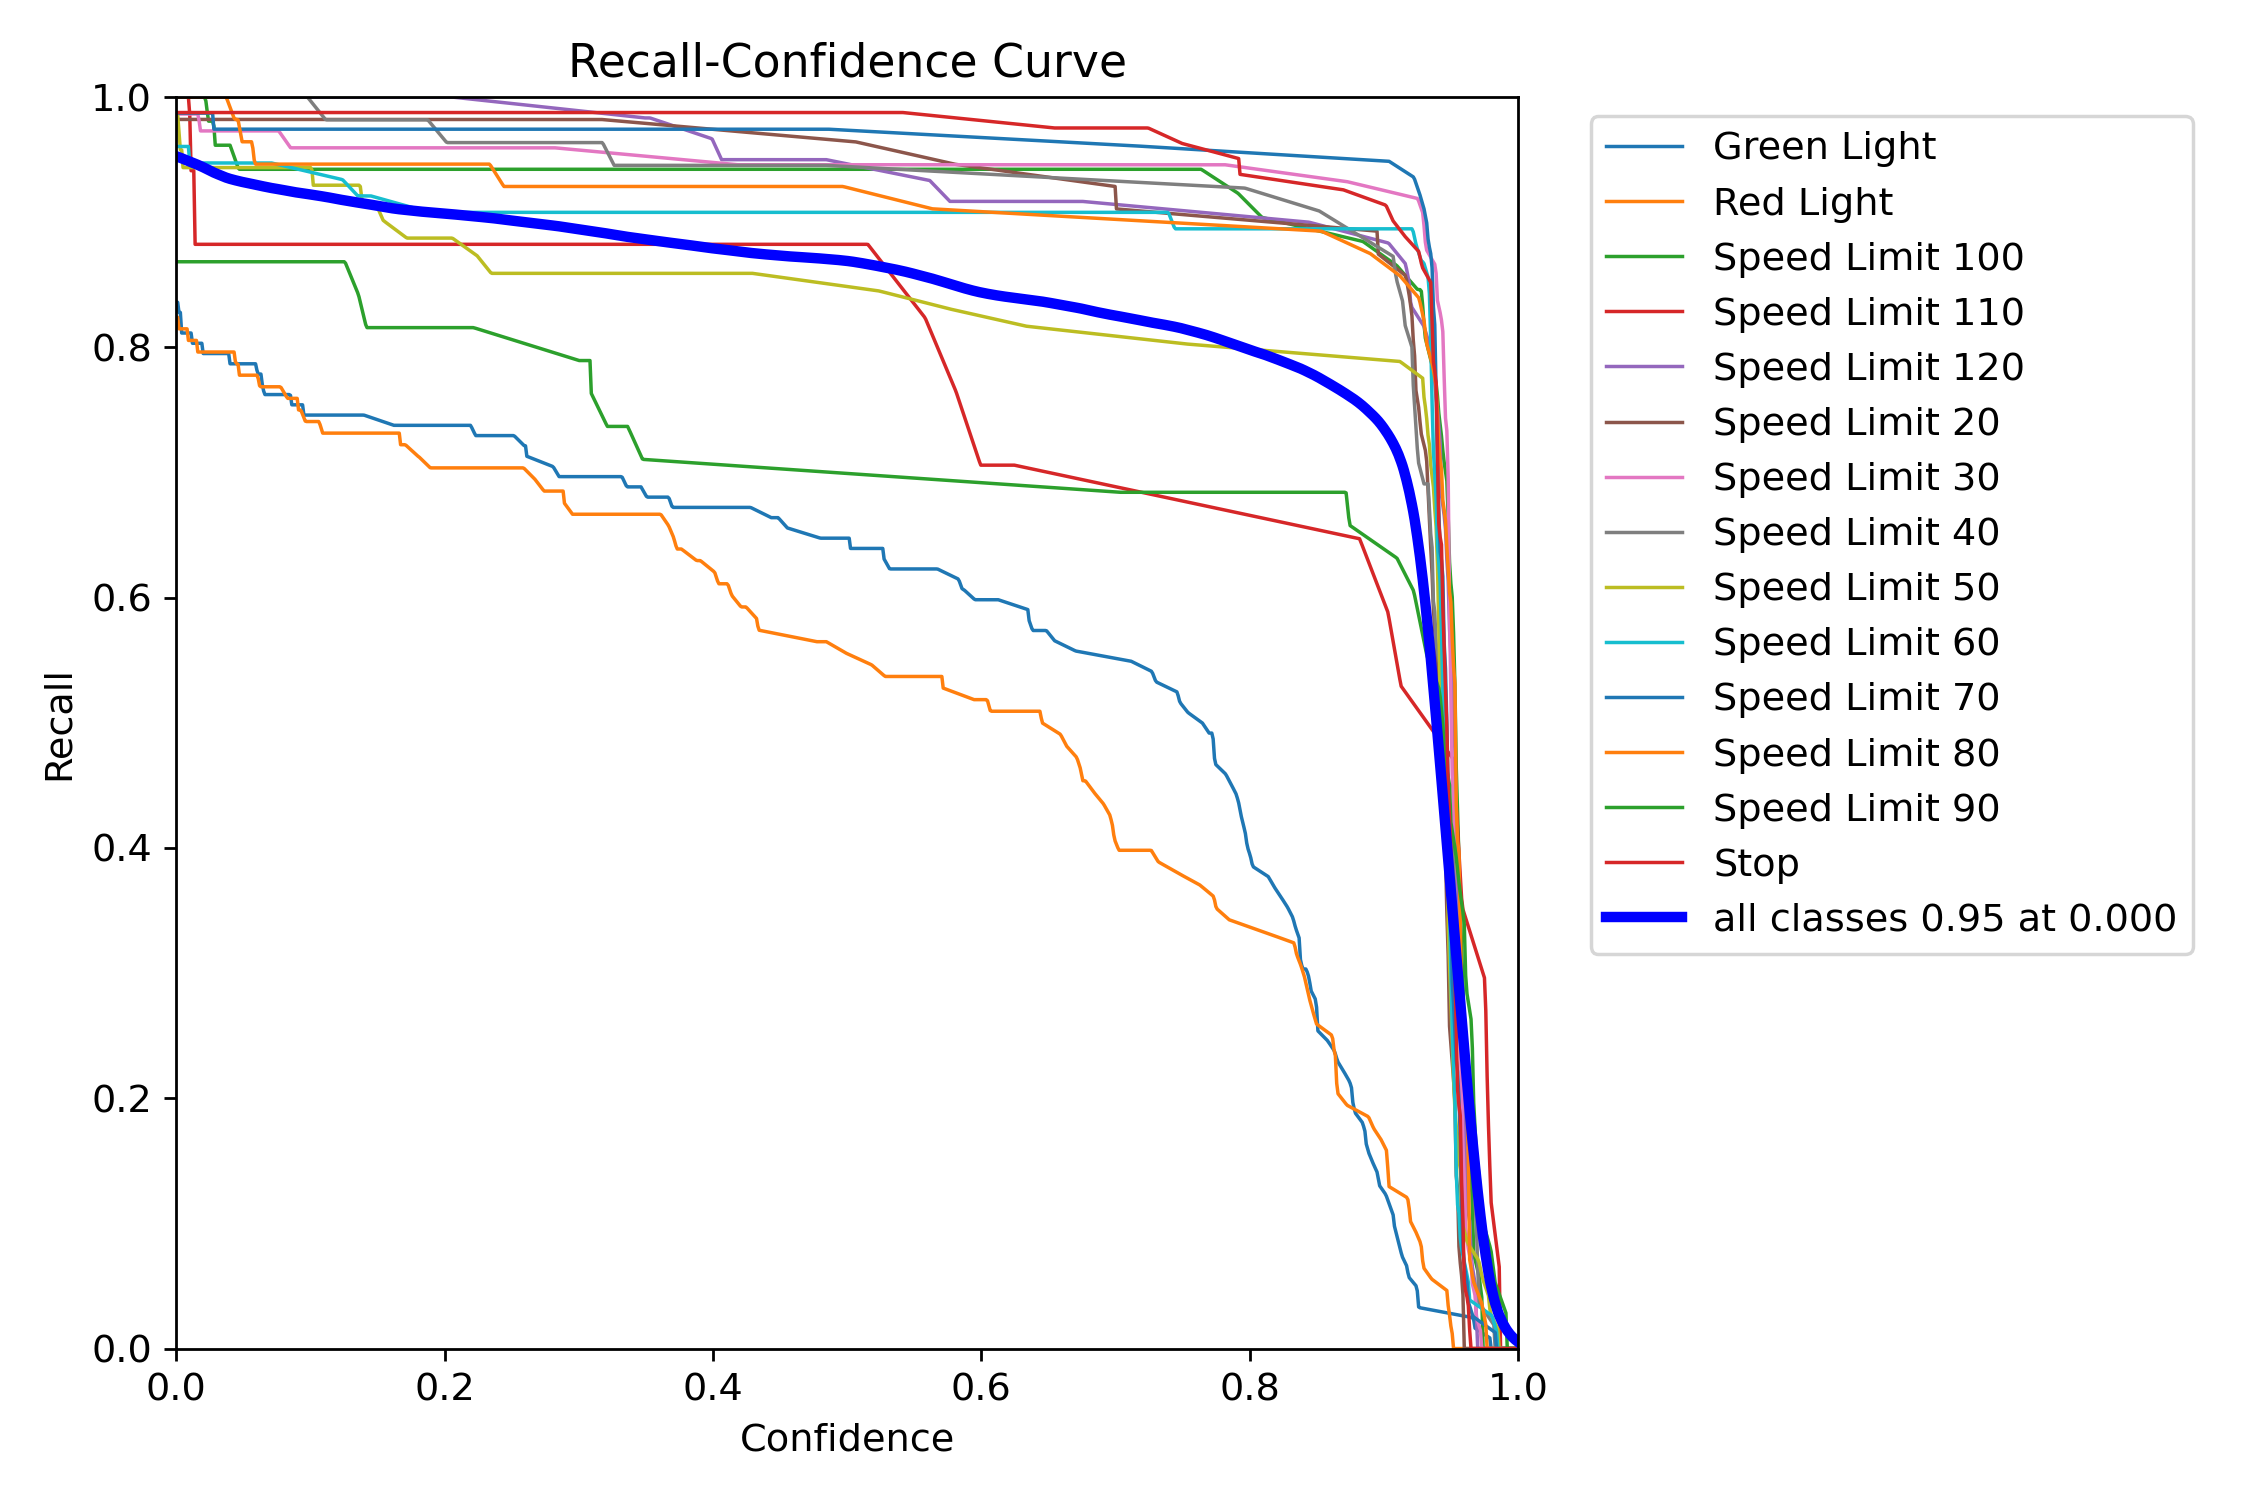 Recall-Confidence Curve
1.0
0.8
0.6
0.4
0.2
0.0
Recall
0.0 0.2 0.4 0.6 0.8 1.0
Confidence
Green Light
Red Light
Speed Limit 100
Speed Limit 110
Speed Limit 120
Speed Limit 20
Speed Limit 30
Speed Limit 40
Speed Limit 50
Speed Limit 60
Speed Limit 70
Speed Limit 80
Speed Limit 90
Stop
all classes 0.95 at 0.000